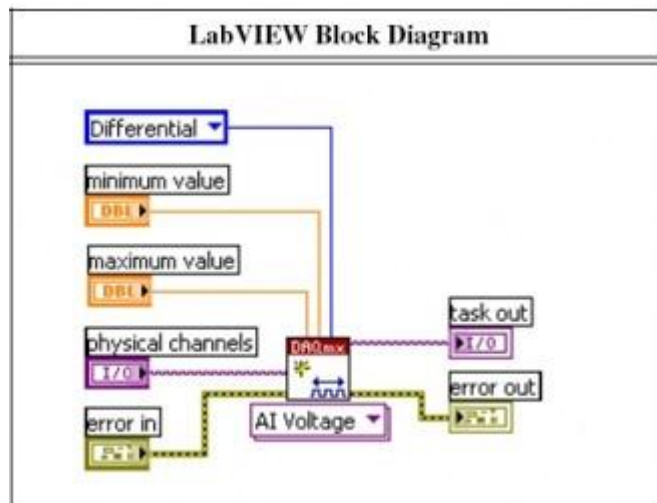 LabVIEW Block Diagram
Differential
minimum value
DBL
maximum value
DBL
physical channels
I/O
DAQmx
task out
I/O
error in
AI Voltage
error out